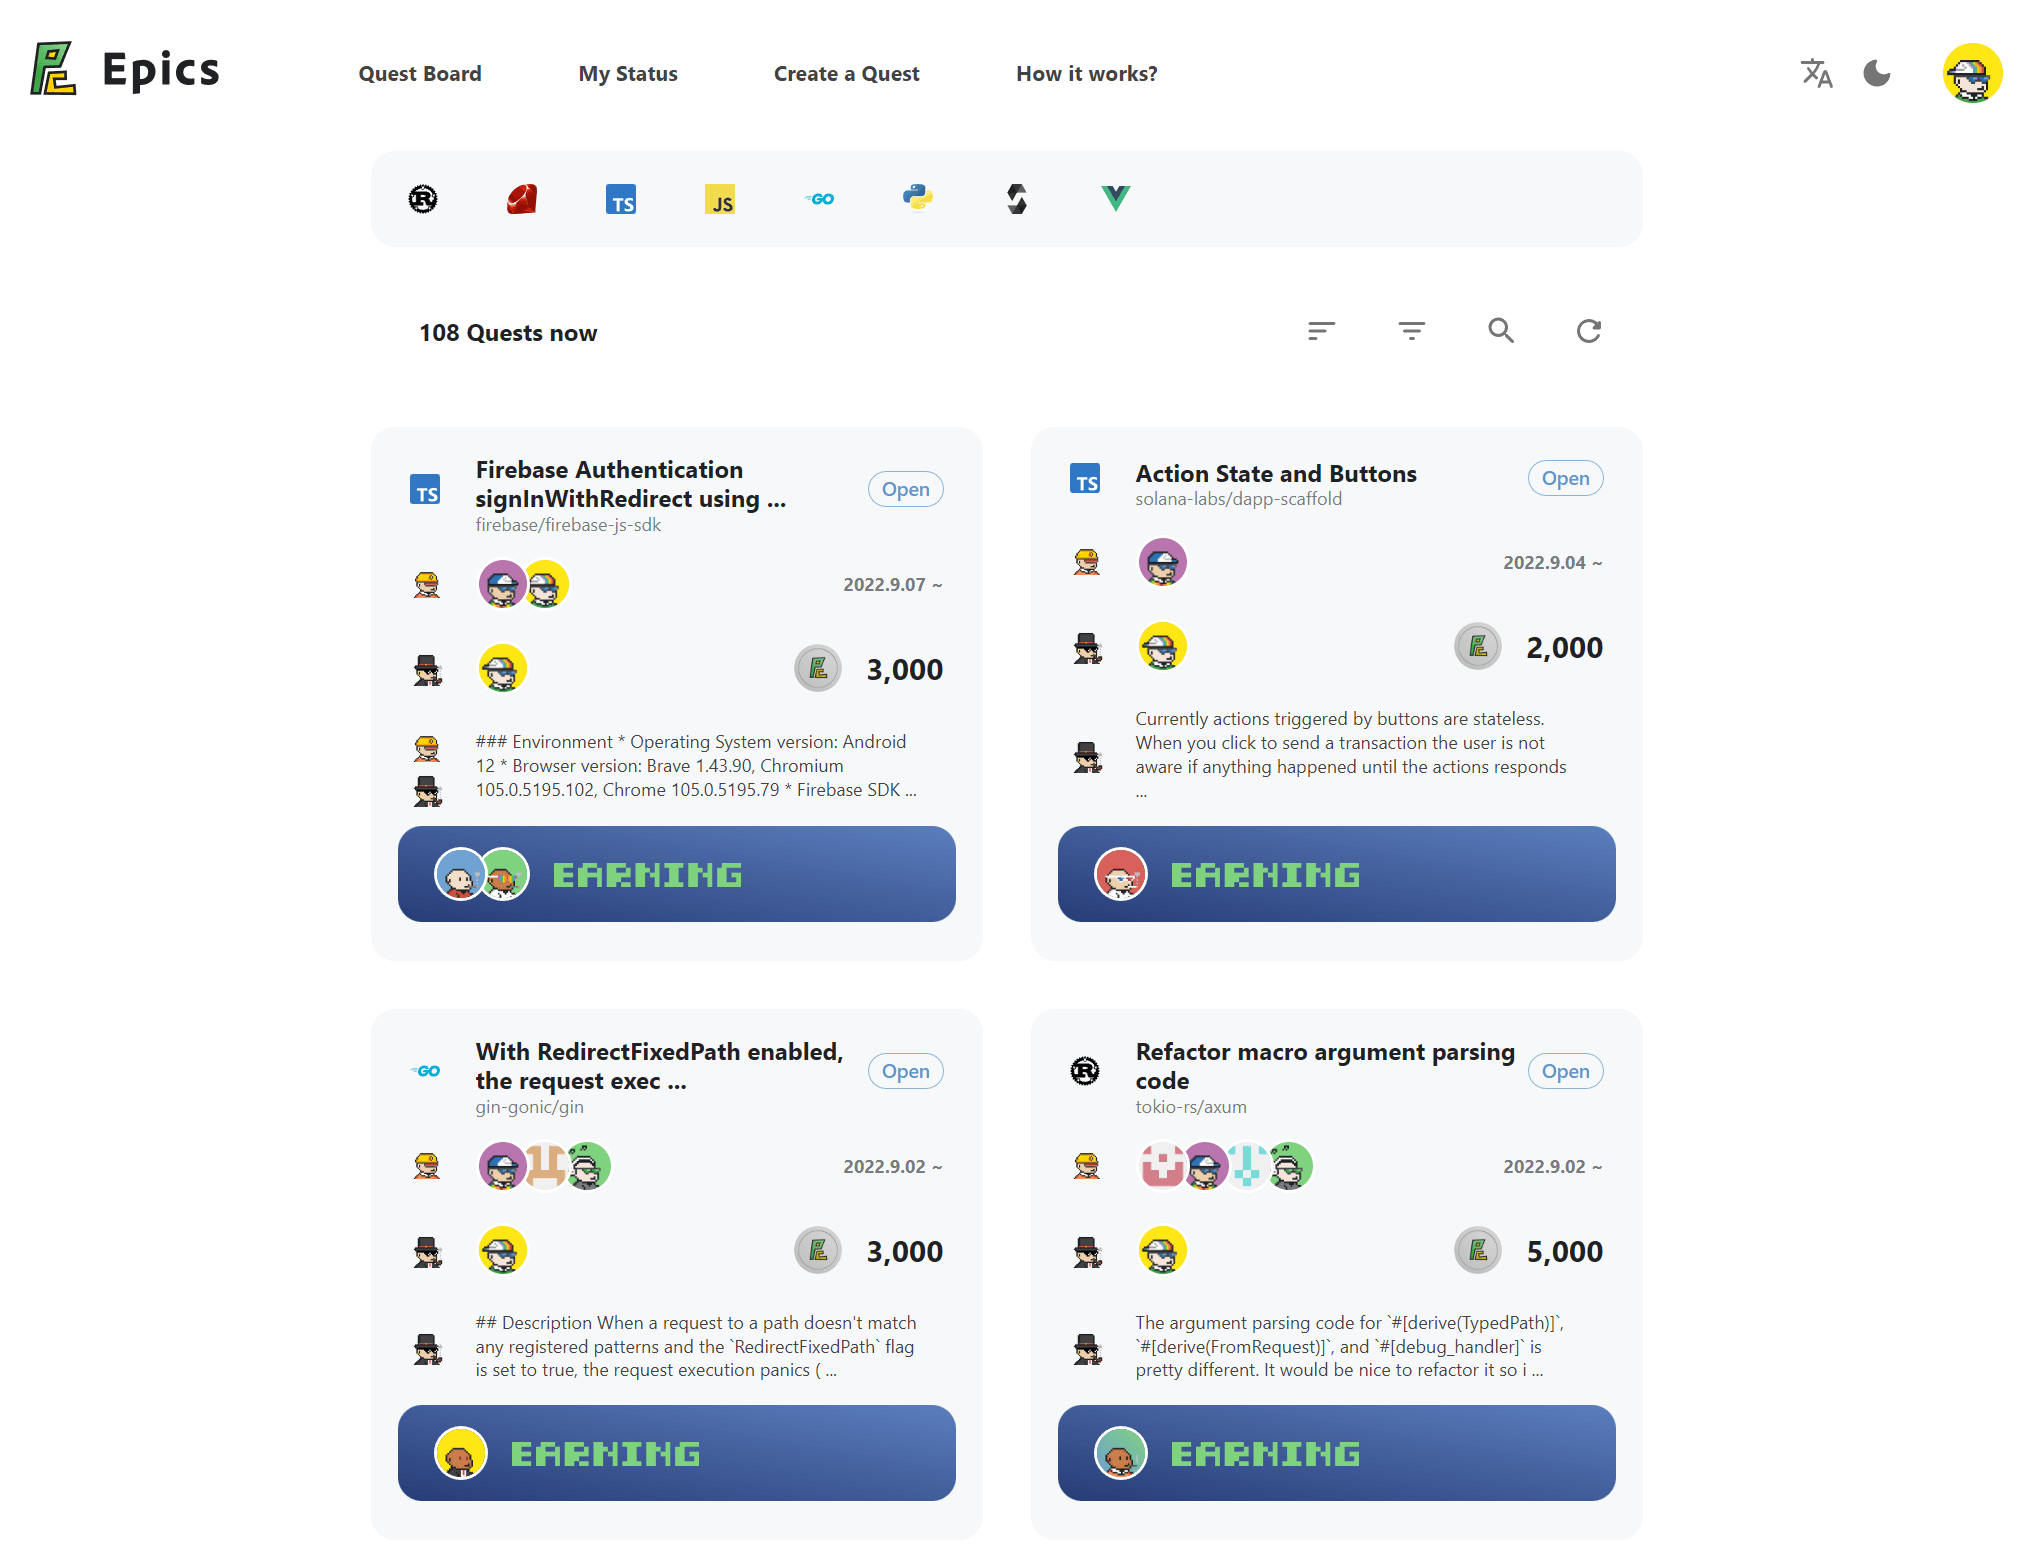 Epics
Quest Board
My Status
Create a Quest
How it works?
R
TS
JS
GO
108 Quests now
TS
Firebase Authentication
signInWithRedirect using ...
firebase/firebase-js-sdk
Open
2022.9.07 ~
3,000
### Environment * Operating System version: Android
12 * Browser version: Brave 1.43.90, Chromium
105.0.5195.102, Chrome 105.0.5195.79 * Firebase SDK ...
EARNING
TS
Action State and Buttons
solana-labs/dapp-scaffold
Open
2022.9.04 ~
2,000
Currently actions triggered by buttons are stateless.
When you click to send a transaction the user is not
aware if anything happened until the actions responds
...
EARNING
GO
With RedirectFixedPath enabled,
the request exec ...
gin-gonic/gin
Open
2022.9.02 ~
3,000
## Description When a request to a path doesn't match
any registered patterns and the `RedirectFixedPath` flag
is set to true, the request execution panics ( ...
EARNING
R
Refactor macro argument parsing
code
tokio-rs/axum
Open
2022.9.02 ~
5,000
The argument parsing code for `#[derive(TypedPath)]`,
`#[derive(FromRequest)]`, and `#[debug_handler]` is
pretty different. It would be nice to refactor it so i ...
EARNING